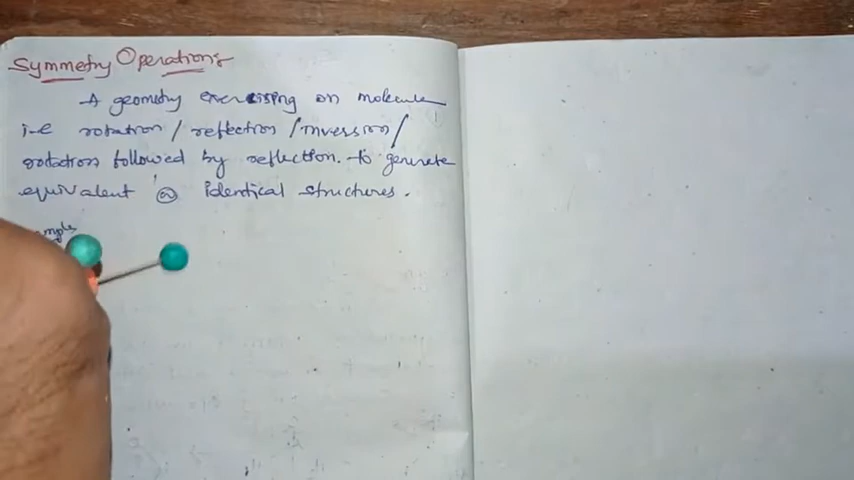 Symmetry Operations
A geometry exercising on molecule
i-e rotation / reflection / inversion /
rotation followed by reflection. to generate
equivalent or identical structures.